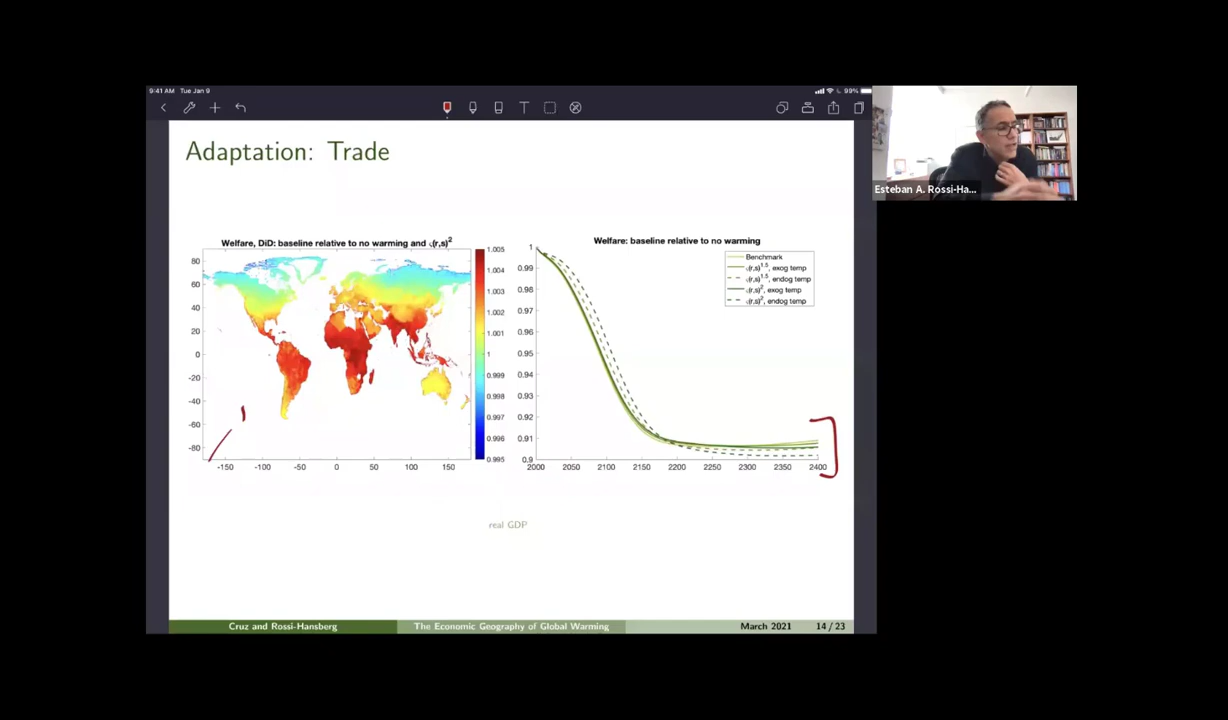 9:41 AM Tue Jan 9
99%
Esteban A. Rossi-Ha...
Adaptation: Trade
Welfare, DiD: baseline relative to no warming and ς(r,s)²
80
60
40
20
0
-20
-40
-60
-80
-150 -100 -50 0 50 100 150
1.005
1.004
1.003
1.002
1.001
1
0.999
0.998
0.997
0.996
0.995
Welfare: baseline relative to no warming
1
0.99
0.98
0.97
0.96
0.95
0.94
0.93
0.92
0.91
0.9
2000 2050 2100 2150 2200 2250 2300 2350 2400
Benchmark
ς(r,s)^1.5, exog temp
ς(r,s)^1.5, endog temp
ς(r,s)², exog temp
ς(r,s)², endog temp
real GDP
Cruz and Rossi-Hansberg The Economic Geography of Global Warming March 2021 14 / 23